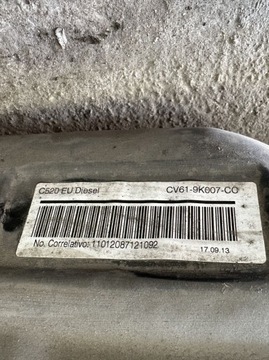 C520 EU Diesel CV61-9K007-CO
No. Correlativo: 11012087121092
17.09.13